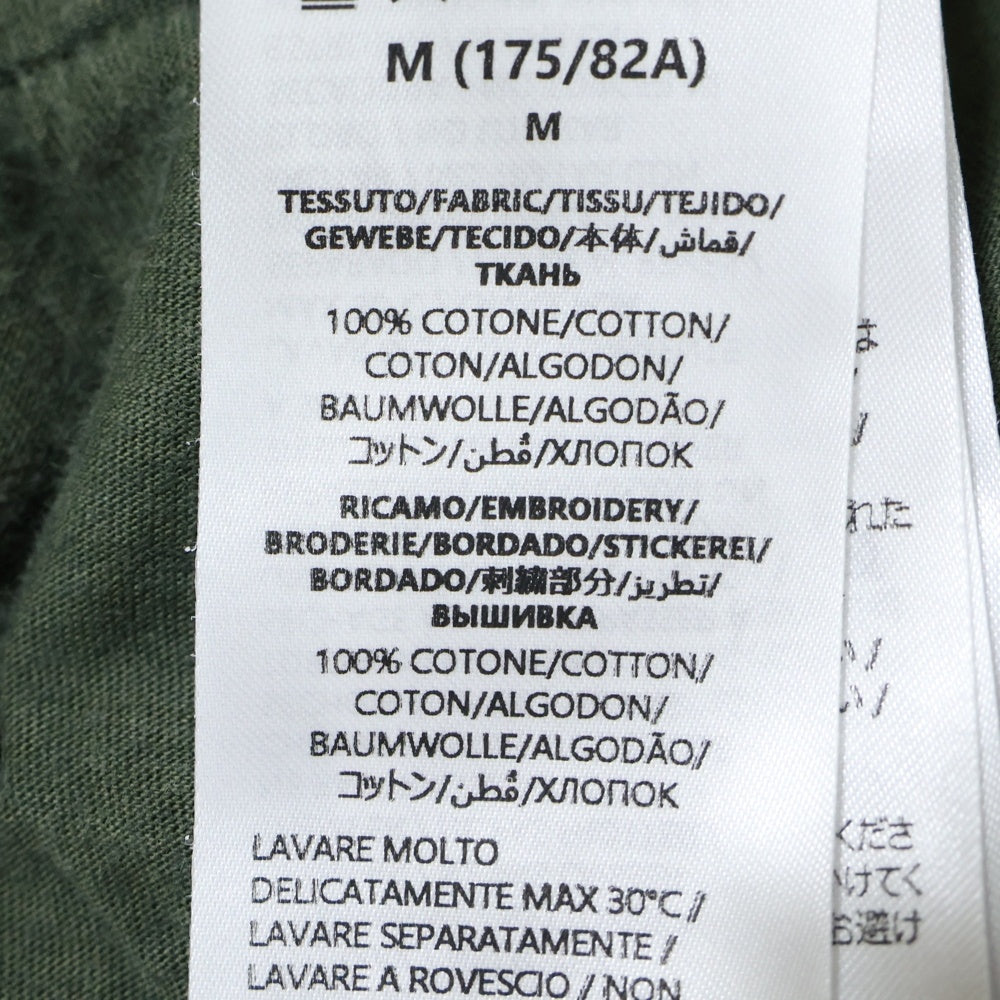 M (175/82A)
M
TESSUTO/FABRIC/TISSU/TEJIDO/
GEWEBE/TECIDO/本体/قماش/
ТКАНЬ
100% COTONE/COTTON/
COTON/ALGODON/
BAUMWOLLE/ALGODÃO/
コットン/قُطن/ХЛОПОК
RICAMO/EMBROIDERY/
BRODERIE/BORDADO/STICKEREI/
BORDADO/刺繍部分/تطريز/
ВЫШИВКА
100% COTONE/COTTON/
COTON/ALGODON/
BAUMWOLLE/ALGODÃO/
コットン/قُطن/ХЛОПОК
LAVARE MOLTO
DELICATAMENTE MAX 30°C /
LAVARE SEPARATAMENTE /
LAVARE A ROVESCIO / NON